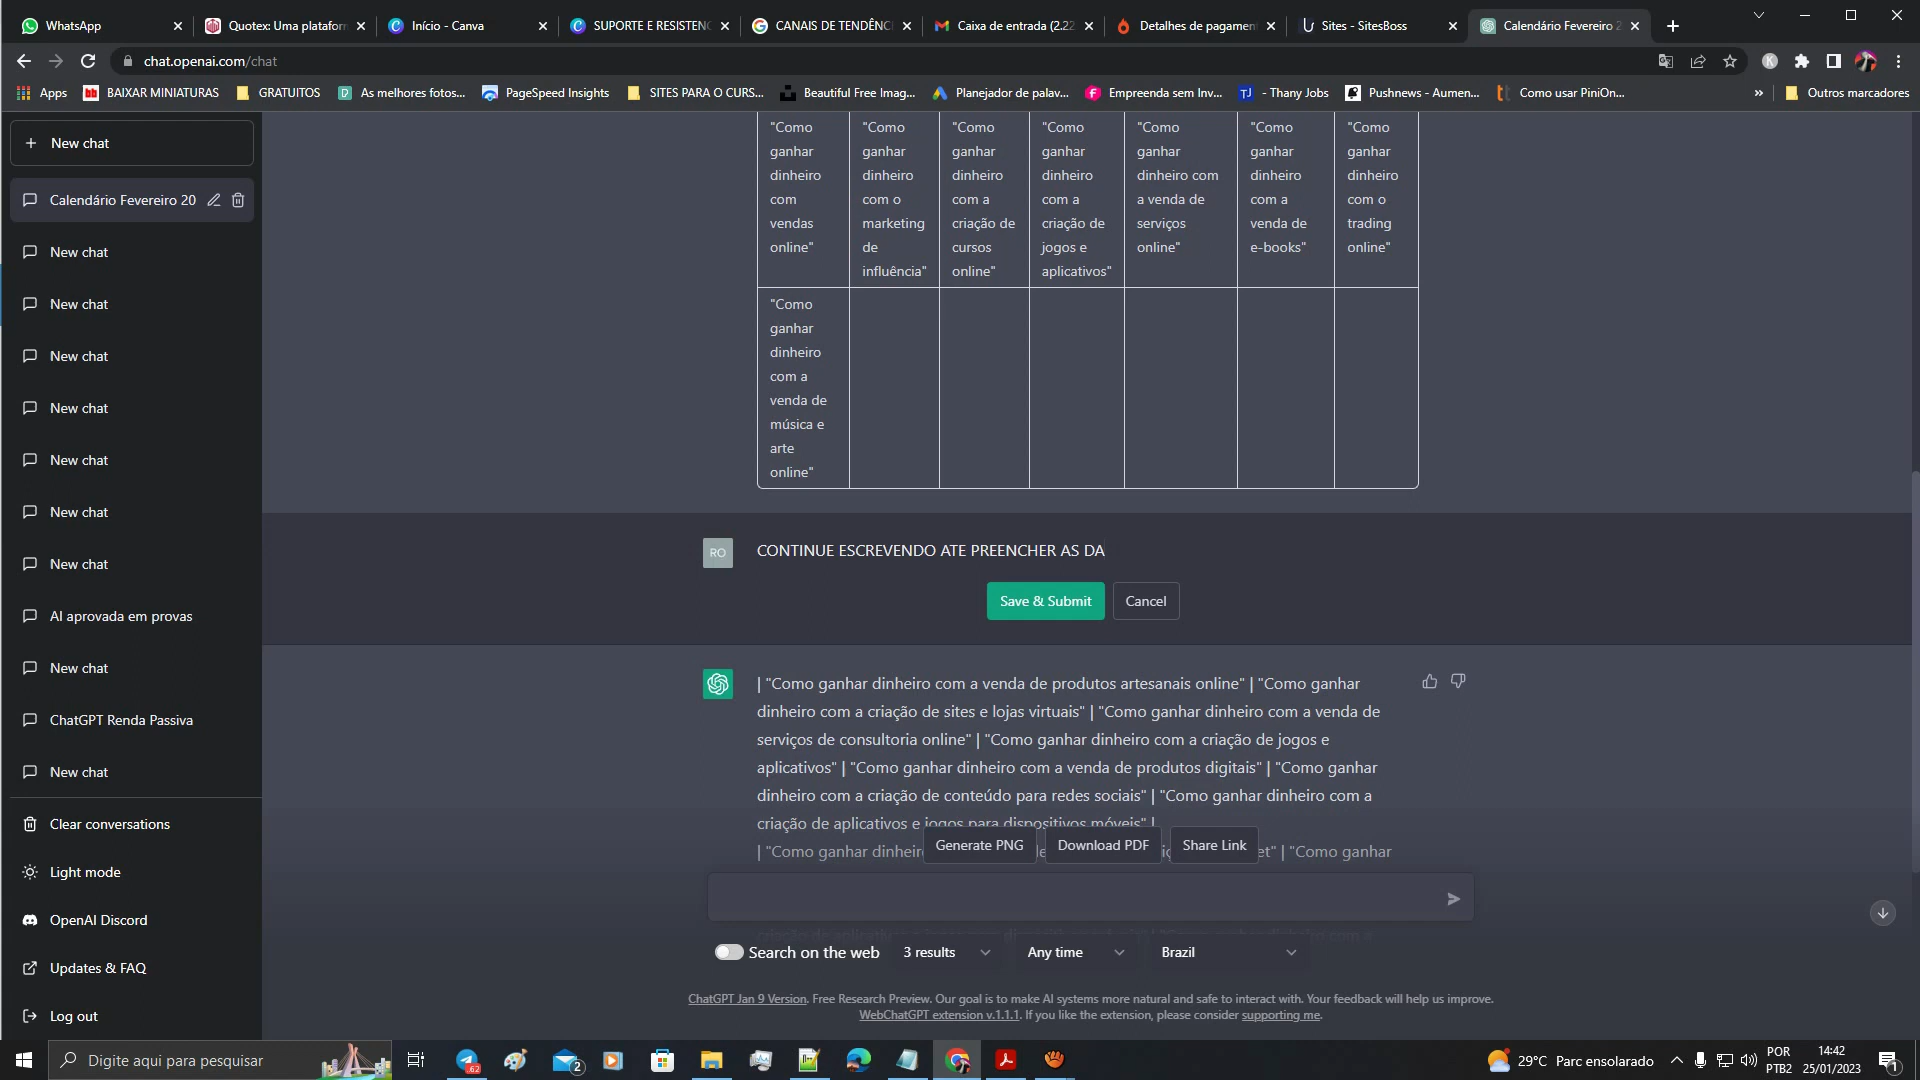 WhatsApp
Quotex: Uma plataforn
Início - Canva
SUPORTE E RESISTENC
CANAIS DE TENDÊNC
Caixa de entrada (2.22
Detalhes de pagamen
Sites - SitesBoss
Calendário Fevereiro 2
chat.openai.com/chat
Apps
BAIXAR MINIATURAS
GRATUITOS
As melhores fotos...
PageSpeed Insights
SITES PARA O CURS...
Beautiful Free Imag...
Planejador de palav...
Empreenda sem Inv...
TJ - Thany Jobs
Pushnews - Aumen...
Como usar PiniOn...
»
Outros marcadores
New chat
Calendário Fevereiro 20
New chat
New chat
New chat
New chat
New chat
New chat
New chat
AI aprovada em provas
New chat
ChatGPT Renda Passiva
New chat
Clear conversations
Light mode
OpenAI Discord
Updates & FAQ
Log out
"Como
ganhar
dinheiro
com
vendas
online"
"Como
ganhar
dinheiro
com o
marketing
de
influência"
"Como
ganhar
dinheiro
com a
criação de
cursos
online"
"Como
ganhar
dinheiro
com a
criação de
jogos e
aplicativos"
"Como
ganhar
dinheiro com
a venda de
serviços
online"
"Como
ganhar
dinheiro
com a
venda de
e-books"
"Como
ganhar
dinheiro
com o
trading
online"
"Como
ganhar
dinheiro
com a
venda de
música e
arte
online"
RO
CONTINUE ESCREVENDO ATE PREENCHER AS DA
Save & Submit
Cancel
| "Como ganhar dinheiro com a venda de produtos artesanais online" | "Como ganhar
dinheiro com a criação de sites e lojas virtuais" | "Como ganhar dinheiro com a venda de
serviços de consultoria online" | "Como ganhar dinheiro com a criação de jogos e
aplicativos" | "Como ganhar dinheiro com a venda de produtos digitais" | "Como ganhar
dinheiro com a criação de conteúdo para redes sociais" | "Como ganhar dinheiro com a
criação de aplicativos e jogos para dispositivos móveis" |
| "Como ganhar dinheir
et" | "Como ganhar
Generate PNG
Download PDF
Share Link
Search on the web
3 results
Any time
Brazil
ChatGPT Jan 9 Version. Free Research Preview. Our goal is to make AI systems more natural and safe to interact with. Your feedback will help us improve.
WebChatGPT extension v.1.1.1. If you like the extension, please consider supporting me.
Digite aqui para pesquisar
62
2
29°C Parc ensolarado
POR
PTB2
14:42
25/01/2023
1